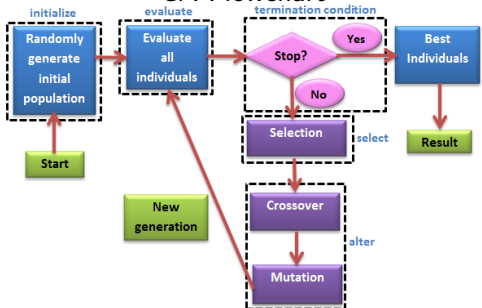 initialize
evaluate
termination condition
Randomly
generate
initial
population
Evaluate
all
individuals
Stop?
Yes
Best
Individuals
No
Selection
select
Result
Start
New
generation
Crossover
alter
Mutation